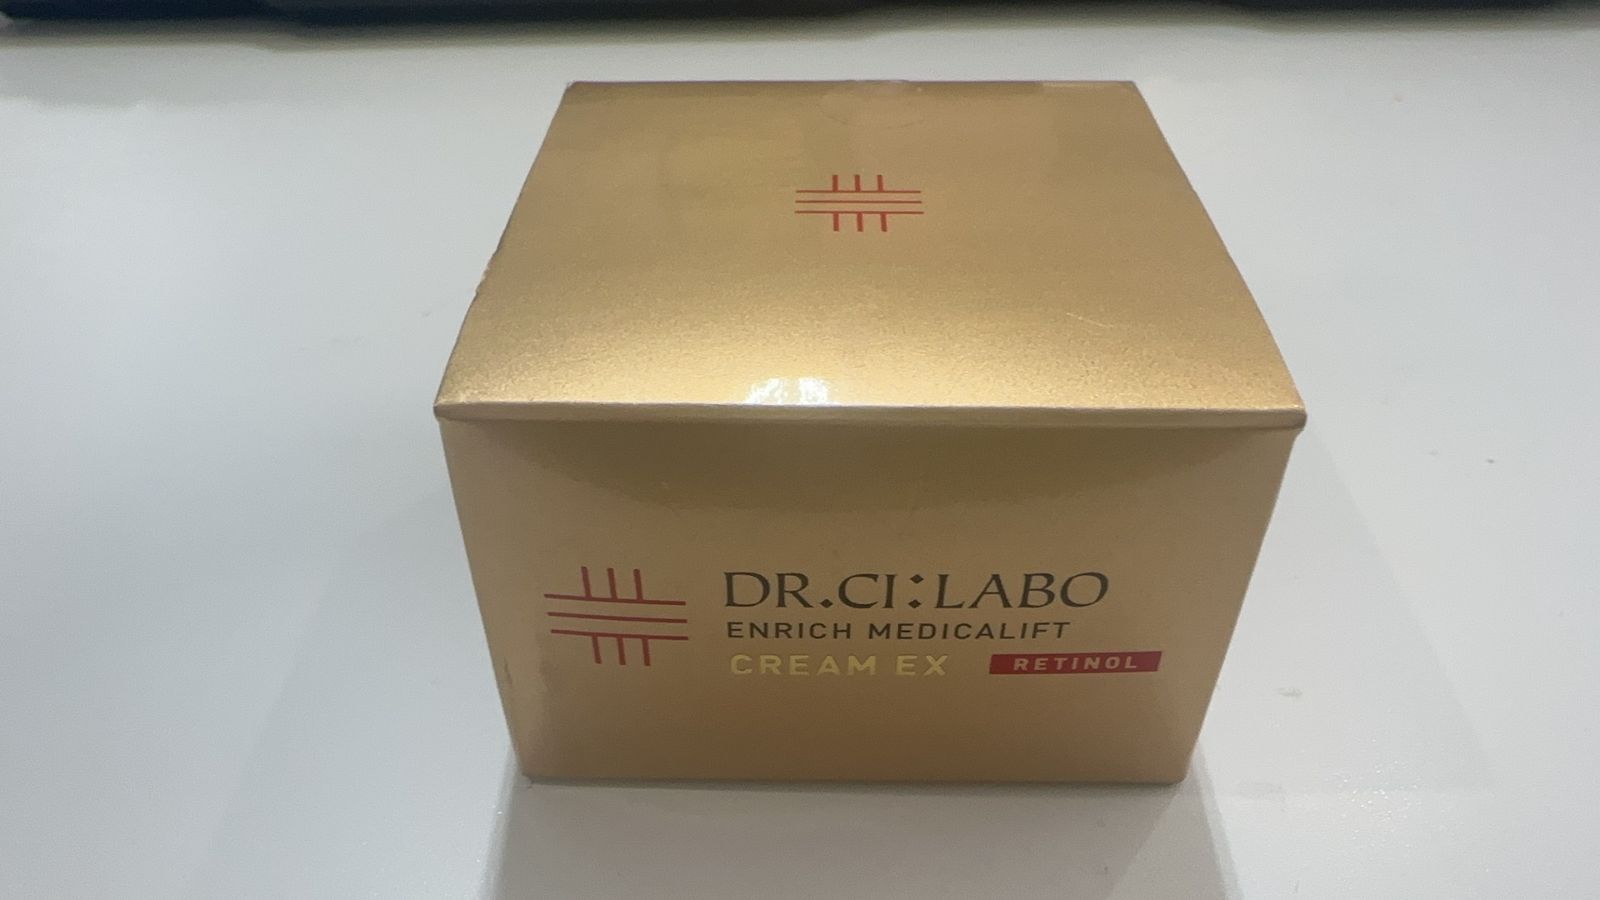 DR.CI:LABO
ENRICH MEDICALIFT
CREAM EX RETINOL